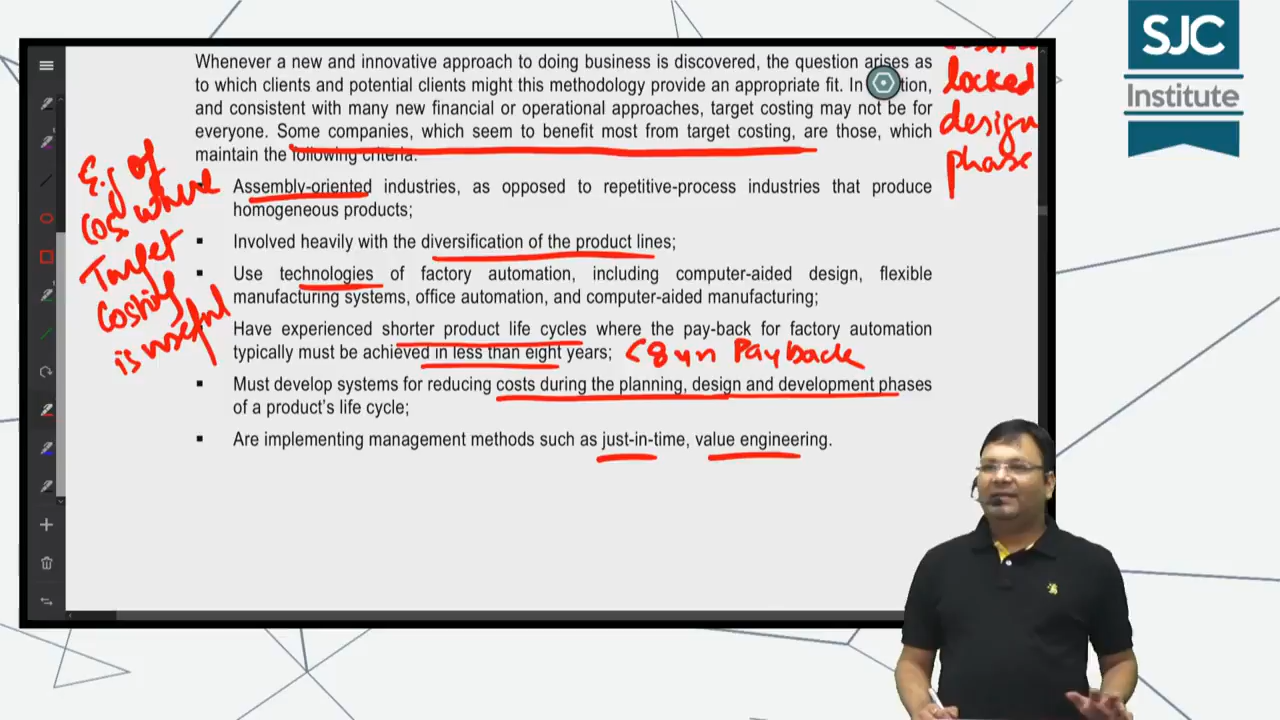 SJC
Institute
locked
design
phase
Whenever a new and innovative approach to doing business is discovered, the question arises as
to which clients and potential clients might this methodology provide an appropriate fit. In
and consistent with many new financial or operational approaches, target costing may not be for
everyone. Some companies, which seem to benefit most from target costing, are those, which
maintain the following criteria:
E.g of
cos where
Target
Costing
is useful
▪ Assembly-oriented industries, as opposed to repetitive-process industries that produce
homogeneous products;
▪ Involved heavily with the diversification of the product lines;
▪ Use technologies of factory automation, including computer-aided design, flexible
manufacturing systems, office automation, and computer-aided manufacturing;
Have experienced shorter product life cycles where the pay-back for factory automation
typically must be achieved in less than eight years; <8 yrs Payback
▪ Must develop systems for reducing costs during the planning, design and development phases
of a product's life cycle;
▪ Are implementing management methods such as just-in-time, value engineering.